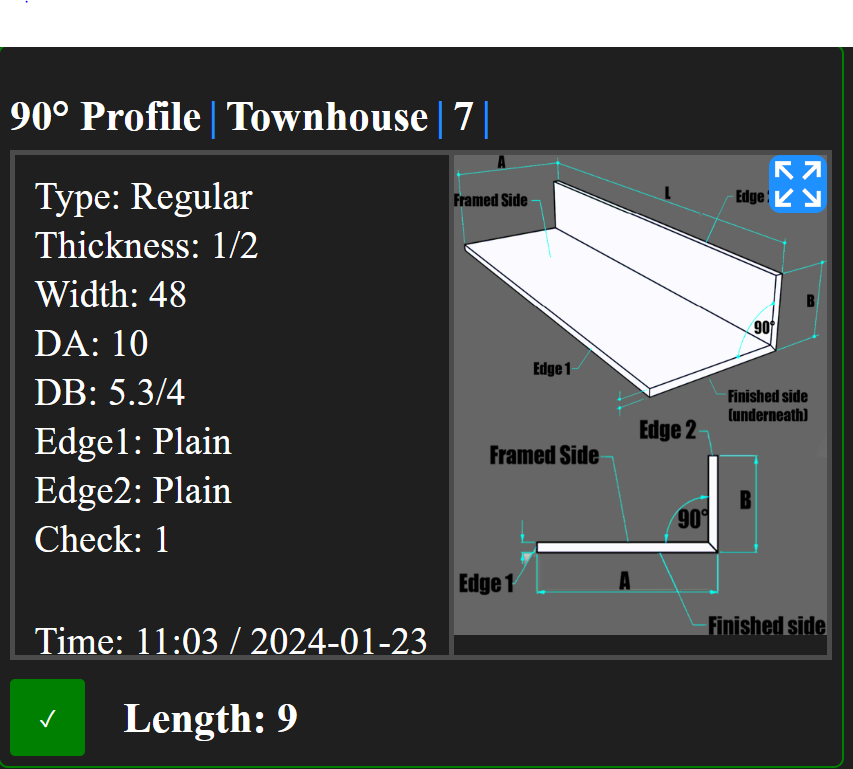 90° Profile | Townhouse | 7 |
Type: Regular
Thickness: 1/2
Width: 48
DA: 10
DB: 5.3/4
Edge1: Plain
Edge2: Plain
Check: 1
Time: 11:03 / 2024-01-23
A
L
Framed Side
Edge
B
90°
Edge 1
Finished side
(underneath)
Edge 2
Framed Side
B
90°
Edge 1
A
Finished side
✓ Length: 9